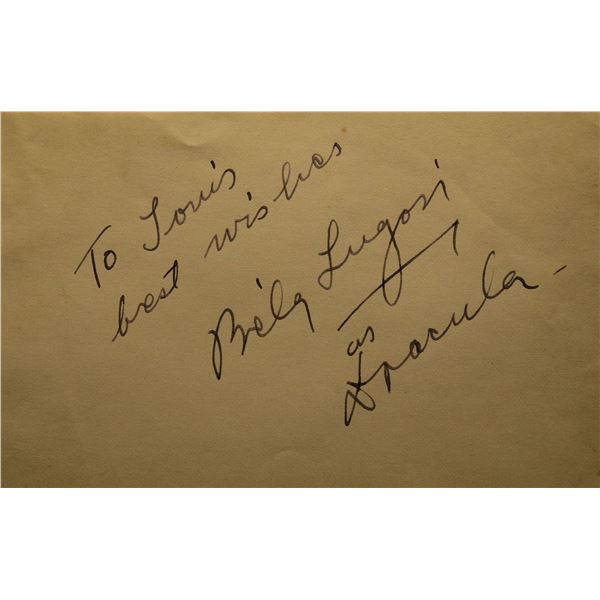 To Louis
best wishes
Béla Lugosi
as
Dracula